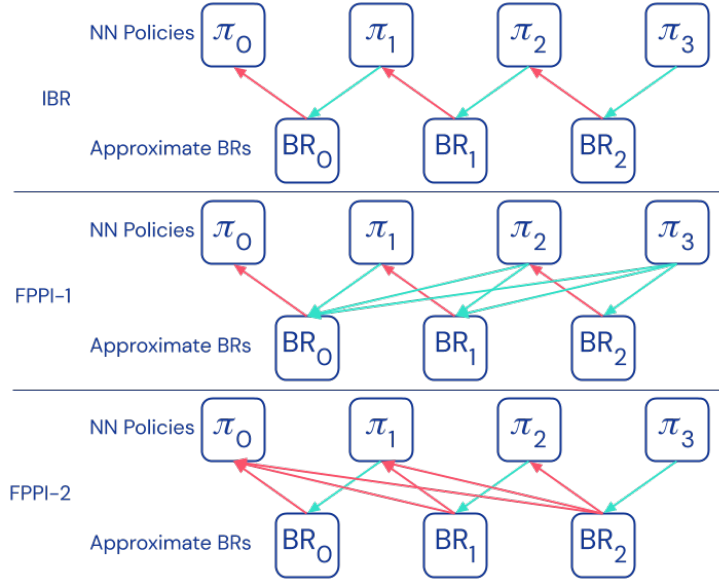 NN Policies π0 π1 π2 π3
IBR
Approximate BRs BR0 BR1 BR2
NN Policies π0 π1 π2 π3
FPPI-1
Approximate BRs BR0 BR1 BR2
NN Policies π0 π1 π2 π3
FPPI-2
Approximate BRs BR0 BR1 BR2